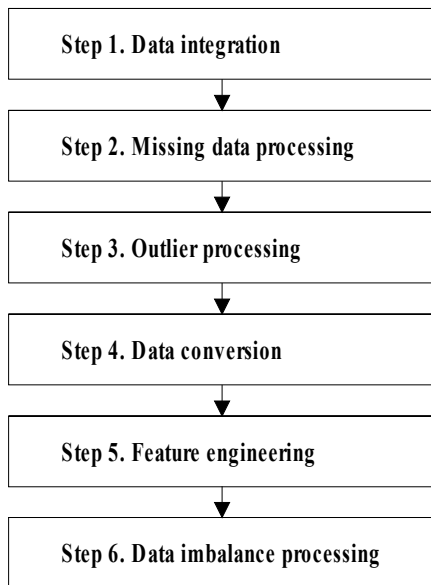 Step 1. Data integration
Step 2. Missing data processing
Step 3. Outlier processing
Step 4. Data conversion
Step 5. Feature engineering
Step 6. Data imbalance processing